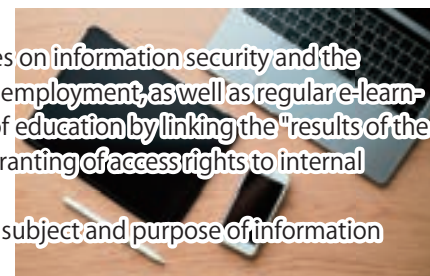 es on information security and the
employment, as well as regular e-learn-
of education by linking the "results of the
ranting of access rights to internal
subject and purpose of information